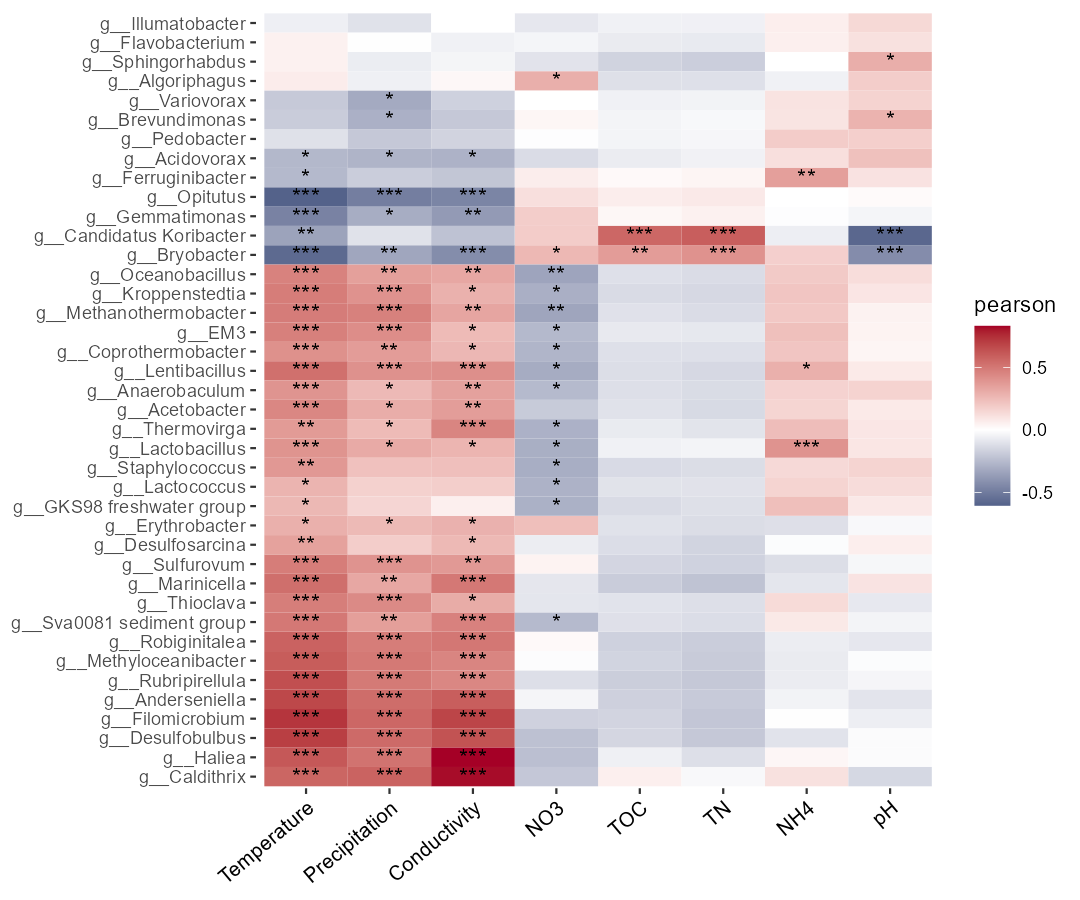 g__Illumatobacter
g__Flavobacterium
g__Sphingorhabdus *
g__Algoriphagus *
g__Variovorax *
g__Brevundimonas * *
g__Pedobacter
g__Acidovorax * * *
g__Ferruginibacter * **
g__Opitutus *** *** ***
g__Gemmatimonas *** * **
g__Candidatus Koribacter ** *** *** ***
g__Bryobacter *** ** *** * ** *** ***
g__Oceanobacillus *** ** ** **
g__Kroppenstedtia *** *** * *
g__Methanothermobacter *** *** ** **
g__EM3 *** *** * *
g__Coprothermobacter *** ** * *
g__Lentibacillus *** *** *** * *
g__Anaerobaculum *** * ** *
g__Acetobacter *** * **
g__Thermovirga ** * *** *
g__Lactobacillus *** * * * ***
g__Staphylococcus ** *
g__Lactococcus * *
g__GKS98 freshwater group * *
g__Erythrobacter * * *
g__Desulfosarcina ** *
g__Sulfurovum *** *** **
g__Marinicella *** ** ***
g__Thioclava *** *** *
g__Sva0081 sediment group *** ** *** *
g__Robiginitalea *** *** ***
g__Methyloceanibacter *** *** ***
g__Rubripirellula *** *** ***
g__Anderseniella *** *** ***
g__Filomicrobium *** *** ***
g__Desulfobulbus *** *** ***
g__Haliea *** *** ***
g__Caldithrix *** *** ***
Temperature
Precipitation
Conductivity
NO3
TOC
TN
NH4
pH
pearson
0.5
0.0
-0.5